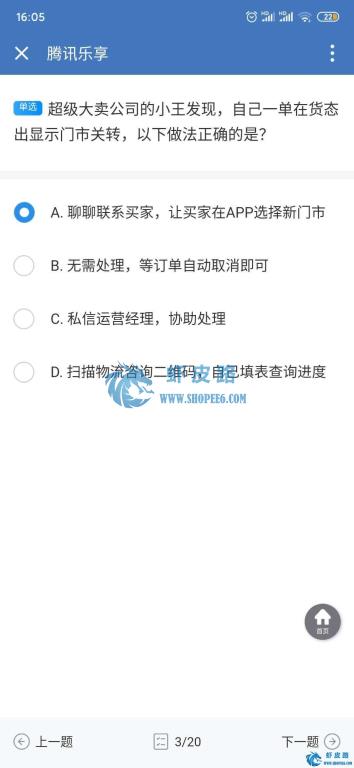 16:05
HD HD 22
腾讯乐享
单选 超级大卖公司的小王发现，自己一单在货态
出显示门市关转，以下做法正确的是？
A. 聊聊联系买家，让买家在APP选择新门市
B. 无需处理，等订单自动取消即可
C. 私信运营经理，协助处理
D. 扫描物流咨询二维码，自己填表查询进度
虾皮路
WWW.SHOPEE6.COM
首页
上一题
3/20
下一题
虾皮路
www.shopee6.com